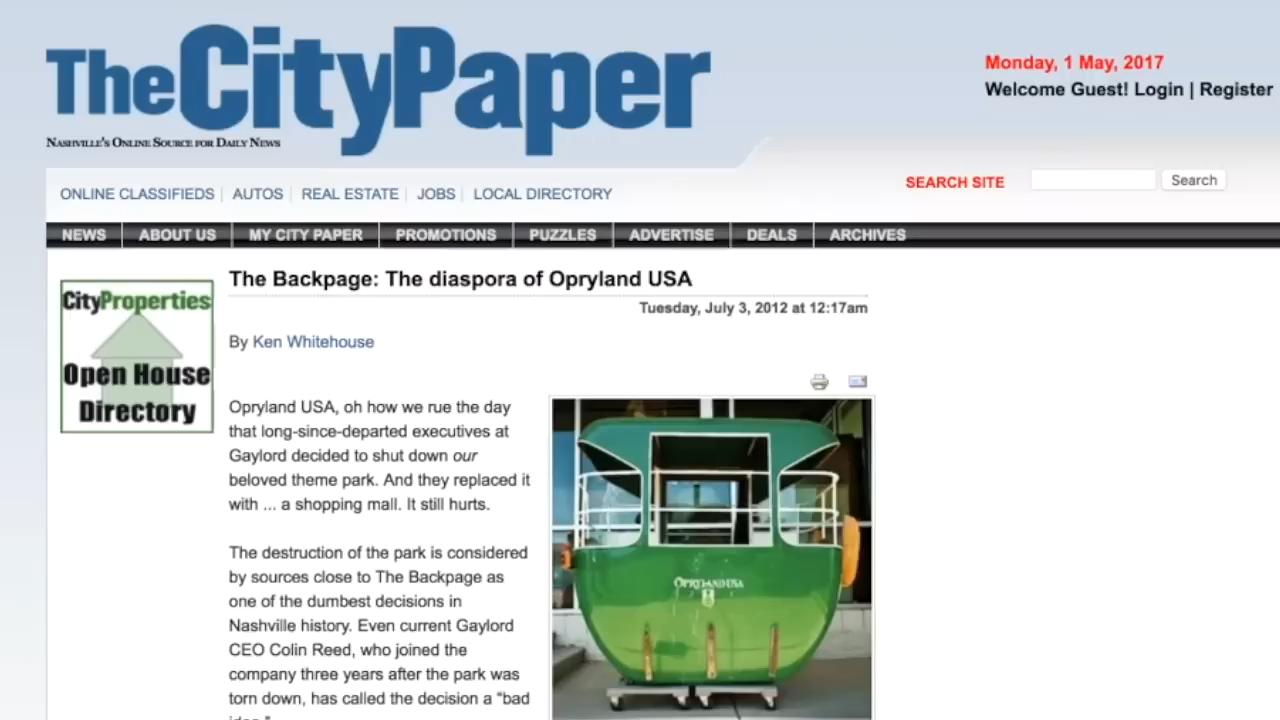 TheCityPaper
Nashville's Online Source for Daily News
Monday, 1 May, 2017
Welcome Guest! Login | Register
SEARCH SITE
Search
ONLINE CLASSIFIEDS | AUTOS | REAL ESTATE | JOBS | LOCAL DIRECTORY
NEWS ABOUT US MY CITY PAPER PROMOTIONS PUZZLES ADVERTISE DEALS ARCHIVES
CityProperties
Open House
Directory
The Backpage: The diaspora of Opryland USA
Tuesday, July 3, 2012 at 12:17am
By Ken Whitehouse
Opryland USA, oh how we rue the day
that long-since-departed executives at
Gaylord decided to shut down our
beloved theme park. And they replaced it
with ... a shopping mall. It still hurts.
The destruction of the park is considered
by sources close to The Backpage as
one of the dumbest decisions in
Nashville history. Even current Gaylord
CEO Colin Reed, who joined the
company three years after the park was
torn down, has called the decision a “bad
OPRYLAND USA